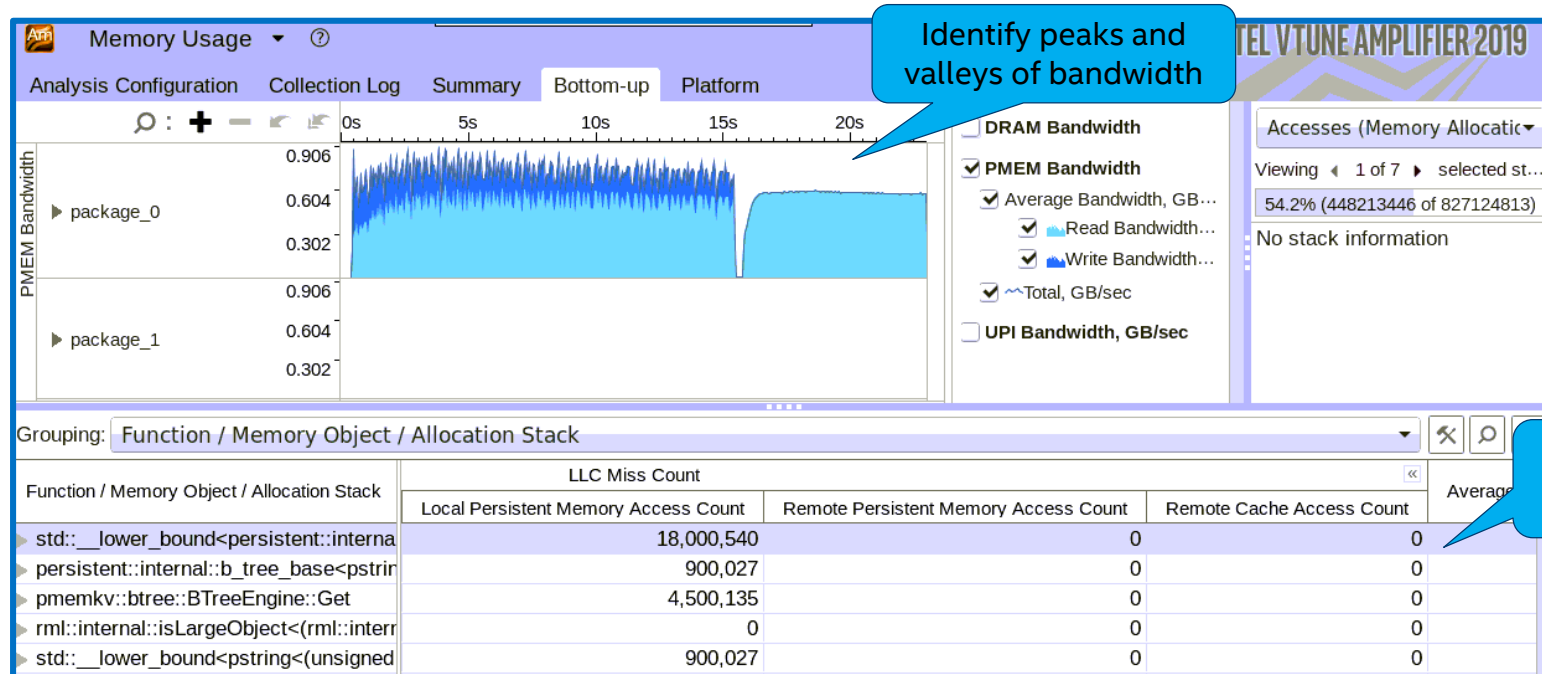 Am
Memory Usage
Identify peaks and
valleys of bandwidth
TEL VTUNE AMPLIFIER 2019
Analysis Configuration Collection Log Summary Bottom-up Platform
0s 5s 10s 15s 20s
PMEM Bandwidth
0.906
package_0
0.604
0.302
0.906
package_1
0.604
0.302
DRAM Bandwidth
PMEM Bandwidth
Average Bandwidth, GB...
Read Bandwidth...
Write Bandwidth...
Total, GB/sec
UPI Bandwidth, GB/sec
Accesses (Memory Allocatic
Viewing 1 of 7 selected st...
54.2% (448213446 of 827124813)
No stack information
Grouping: Function / Memory Object / Allocation Stack
Function / Memory Object / Allocation Stack
LLC Miss Count
Average
Local Persistent Memory Access Count Remote Persistent Memory Access Count Remote Cache Access Count
std::__lower_bound<persistent::interna 18,000,540 0 0
persistent::internal::b_tree_base<pstrin 900,027 0 0
pmemkv::btree::BTreeEngine::Get 4,500,135 0 0
rml::internal::isLargeObject<(rml::interr 0 0 0
std::__lower_bound<pstring<(unsigned 900,027 0 0